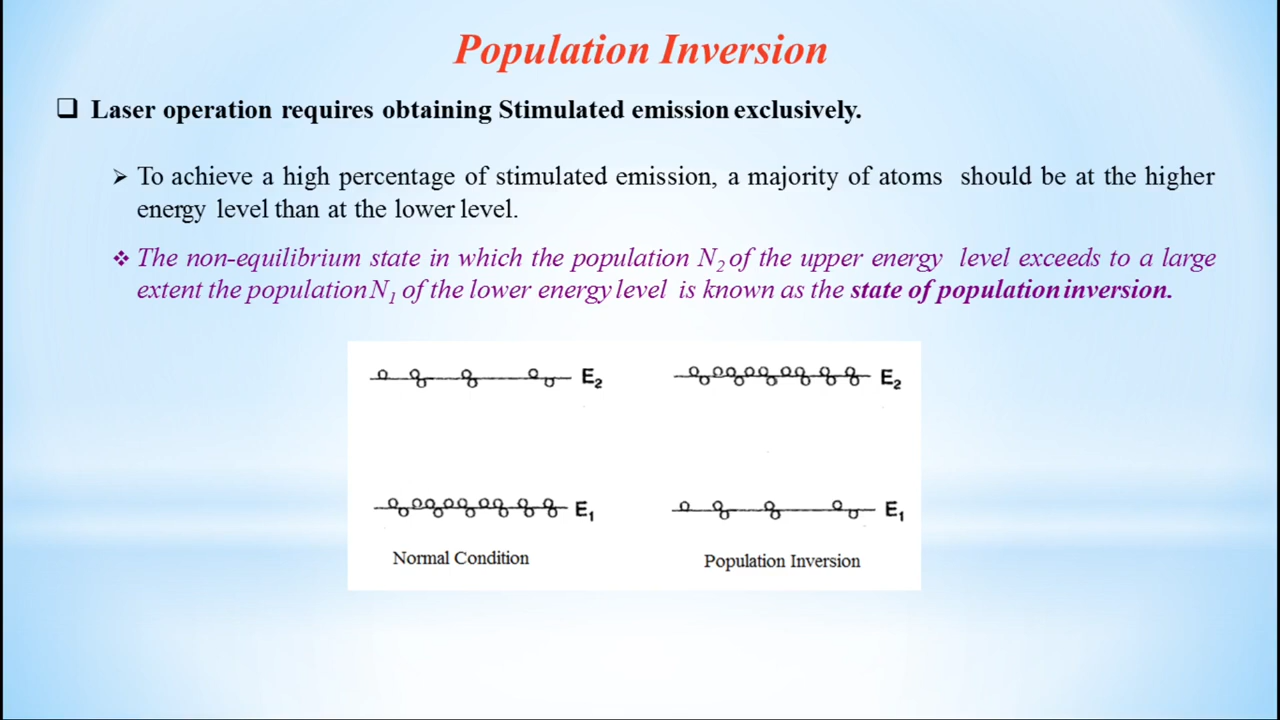 Population Inversion
❑ Laser operation requires obtaining Stimulated emission exclusively.
➢ To achieve a high percentage of stimulated emission, a majority of atoms should be at the higher
energy level than at the lower level.
❖ The non-equilibrium state in which the population N₂ of the upper energy level exceeds to a large
extent the population N₁ of the lower energy level is known as the state of population inversion.
E₂
E₂
E₁
E₁
Normal Condition
Population Inversion